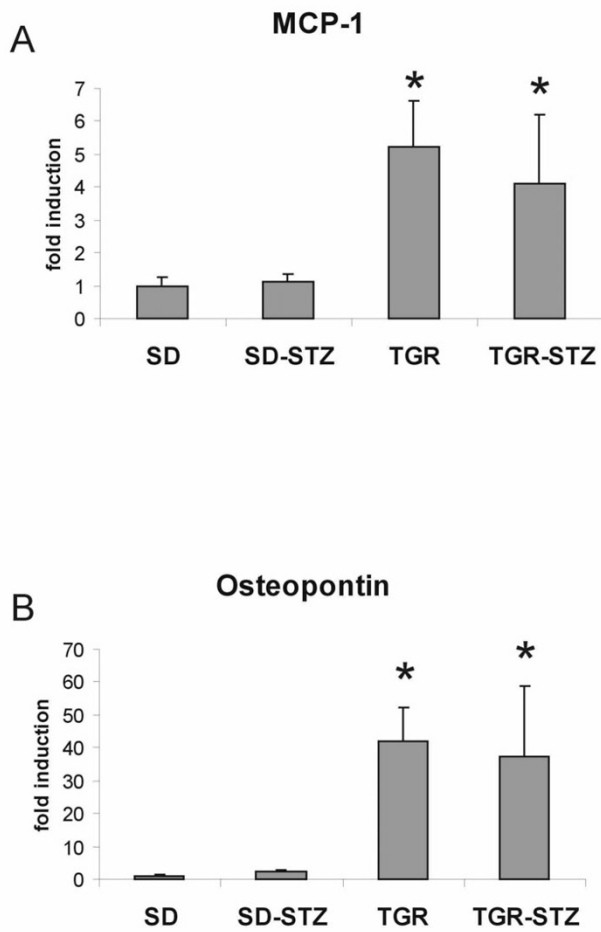 MCP-1
A
7
6
5
4
3
2
1
0
fold induction
* *
SD SD-STZ TGR TGR-STZ
Osteopontin
B
70
60
50
40
30
20
10
0
fold induction
* *
SD SD-STZ TGR TGR-STZ